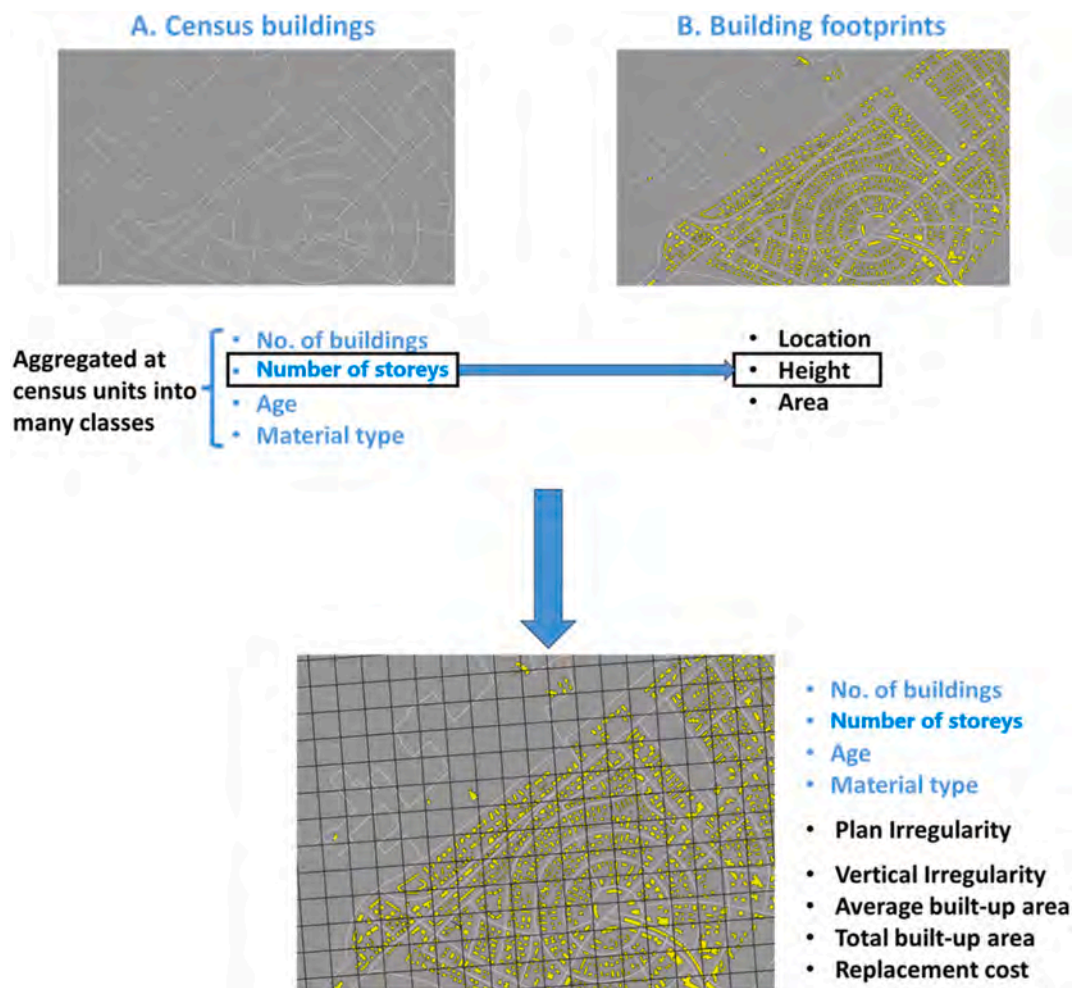 A. Census buildings
B. Building footprints
Aggregated at
census units into
many classes
• No. of buildings
• Number of storeys
• Age
• Material type
• Location
• Height
• Area
• No. of buildings
• Number of storeys
• Age
• Material type
• Plan Irregularity
• Vertical Irregularity
• Average built-up area
• Total built-up area
• Replacement cost